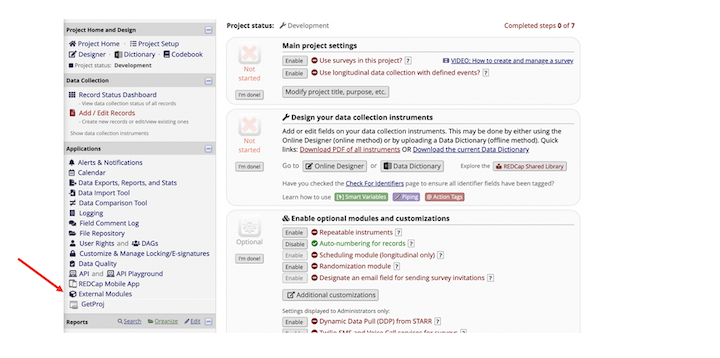 Project Home and Design
Project Home · Project Setup
Designer · Dictionary · Codebook
Project status: Development
Data Collection
Record Status Dashboard
- View data collection status of all records
Add / Edit Records
- Create new records or edit/view existing ones
Show data collection instruments
Applications
Alerts & Notifications
Calendar
Data Exports, Reports, and Stats
Data Import Tool
Data Comparison Tool
Logging
Field Comment Log
File Repository
User Rights and DAGs
Customize & Manage Locking/E-signatures
Data Quality
API and API Playground
REDCap Mobile App
External Modules
GetProj
Reports Search Organize Edit
Project status: Development Completed steps 0 of 7
Not started
I'm done!
Main project settings
Enable Use surveys in this project? ? VIDEO: How to create and manage a survey
Enable Use longitudinal data collection with defined events? ?
Modify project title, purpose, etc.
Not started
I'm done!
Design your data collection instruments
Add or edit fields on your data collection instruments. This may be done by either using the
Online Designer (online method) or by uploading a Data Dictionary (offline method). Quick
links: Download PDF of all instruments OR Download the current Data Dictionary
Go to Online Designer or Data Dictionary Explore the REDCap Shared Library
Have you checked the Check For Identifiers page to ensure all identifier fields have been tagged?
Learn how to use [] Smart Variables Piping @ Action Tags
Optional
I'm done!
Enable optional modules and customizations
Enable Repeatable instruments ?
Disable Auto-numbering for records ?
Enable Scheduling module (longitudinal only) ?
Enable Randomization module ?
Enable Designate an email field for sending survey invitations ?
Additional customizations
Settings displayed to Administrators only:
Enable Dynamic Data Pull (DDP) from STARR ?
Enable Twilio SMS and Voice Call services for surveys ?